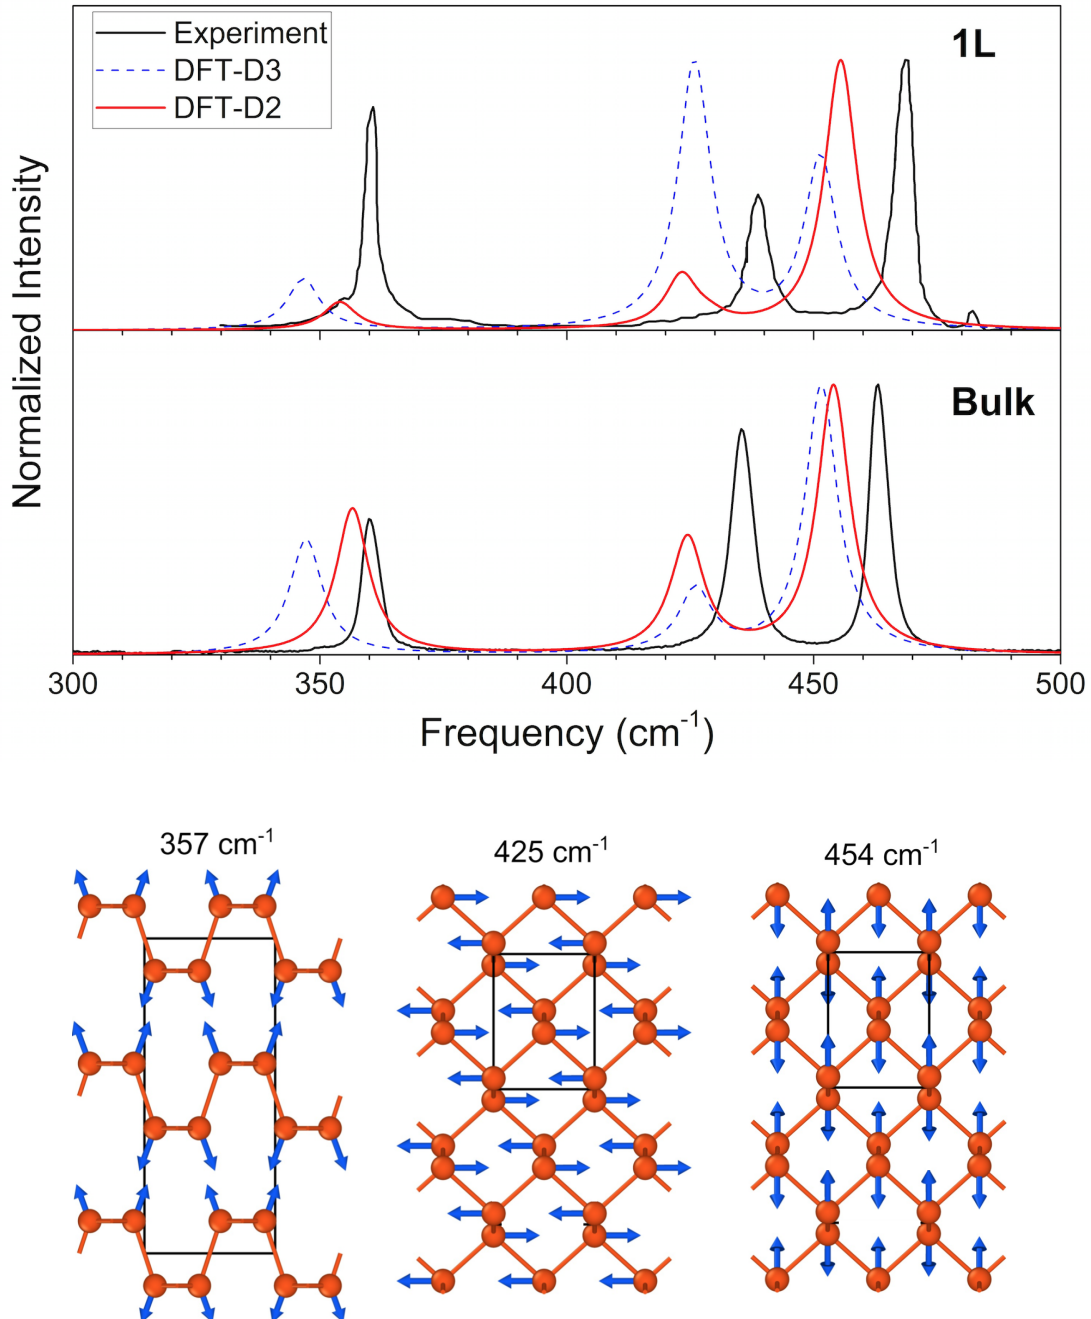 Experiment
DFT-D3
DFT-D2
1L
Bulk
Normalized Intensity
300 350 400 450 500
Frequency (cm⁻¹)
357 cm⁻¹ 425 cm⁻¹ 454 cm⁻¹